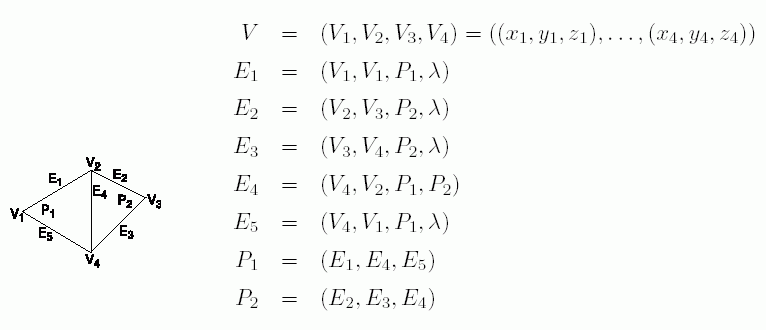 V = (V₁, V₂, V₃, V₄) = ((x₁, y₁, z₁), . . . , (x₄, y₄, z₄))
E₁ = (V₁, V₁, P₁, λ)
E₂ = (V₂, V₃, P₂, λ)
E₃ = (V₃, V₄, P₂, λ)
E₄ = (V₄, V₂, P₁, P₂)
E₅ = (V₄, V₁, P₁, λ)
P₁ = (E₁, E₄, E₅)
P₂ = (E₂, E₃, E₄)
V₂
E₁ E₂
E₄
P₂ V₃
V₁ P₁
E₅ E₃
V₄